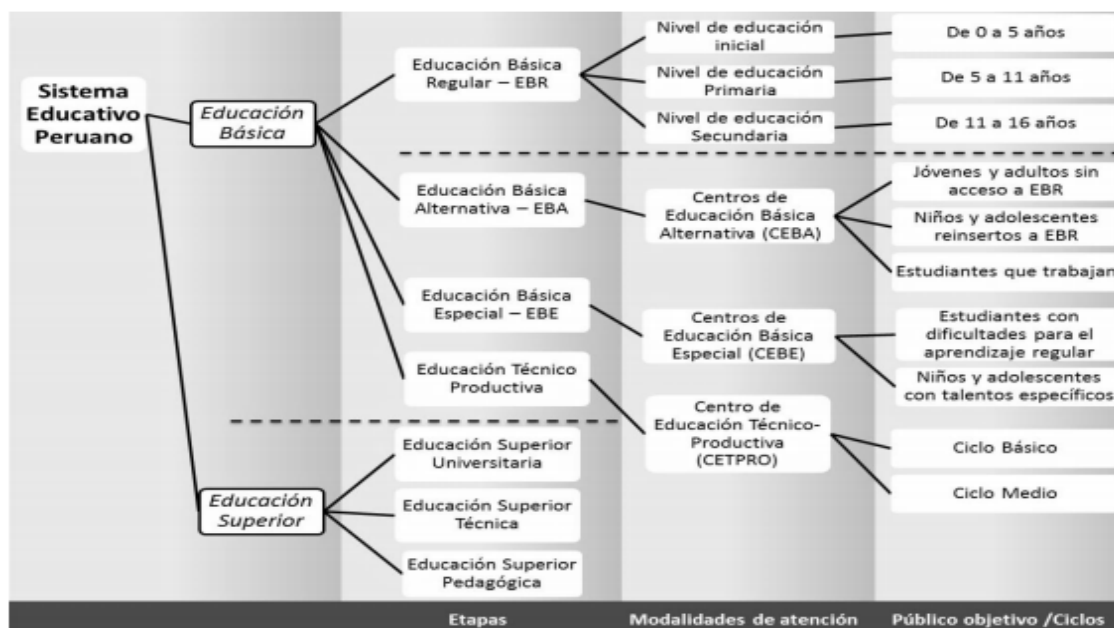 Sistema
Educativo
Peruano
Educación
Básica
Educación Básica
Regular – EBR
Nivel de educación
inicial
De 0 a 5 años
Nivel de educación
Primaria
De 5 a 11 años
Nivel de educación
Secundaria
De 11 a 16 años
Educación Básica
Alternativa – EBA
Centros de
Educación Básica
Alternativa (CEBA)
Jóvenes y adultos sin
acceso a EBR
Niños y adolescentes
reinsertos a EBR
Estudiantes que trabajan
Educación Básica
Especial – EBE
Centros de
Educación Básica
Especial (CEBE)
Estudiantes con
dificultades para el
aprendizaje regular
Niños y adolescentes
con talentos específicos
Educación Técnico
Productiva
Centro de
Educación Técnico-
Productiva
(CETPRO)
Ciclo Básico
Ciclo Medio
Educación
Superior
Educación Superior
Universitaria
Educación Superior
Técnica
Educación Superior
Pedagógica
Etapas
Modalidades de atención
Público objetivo /Ciclos